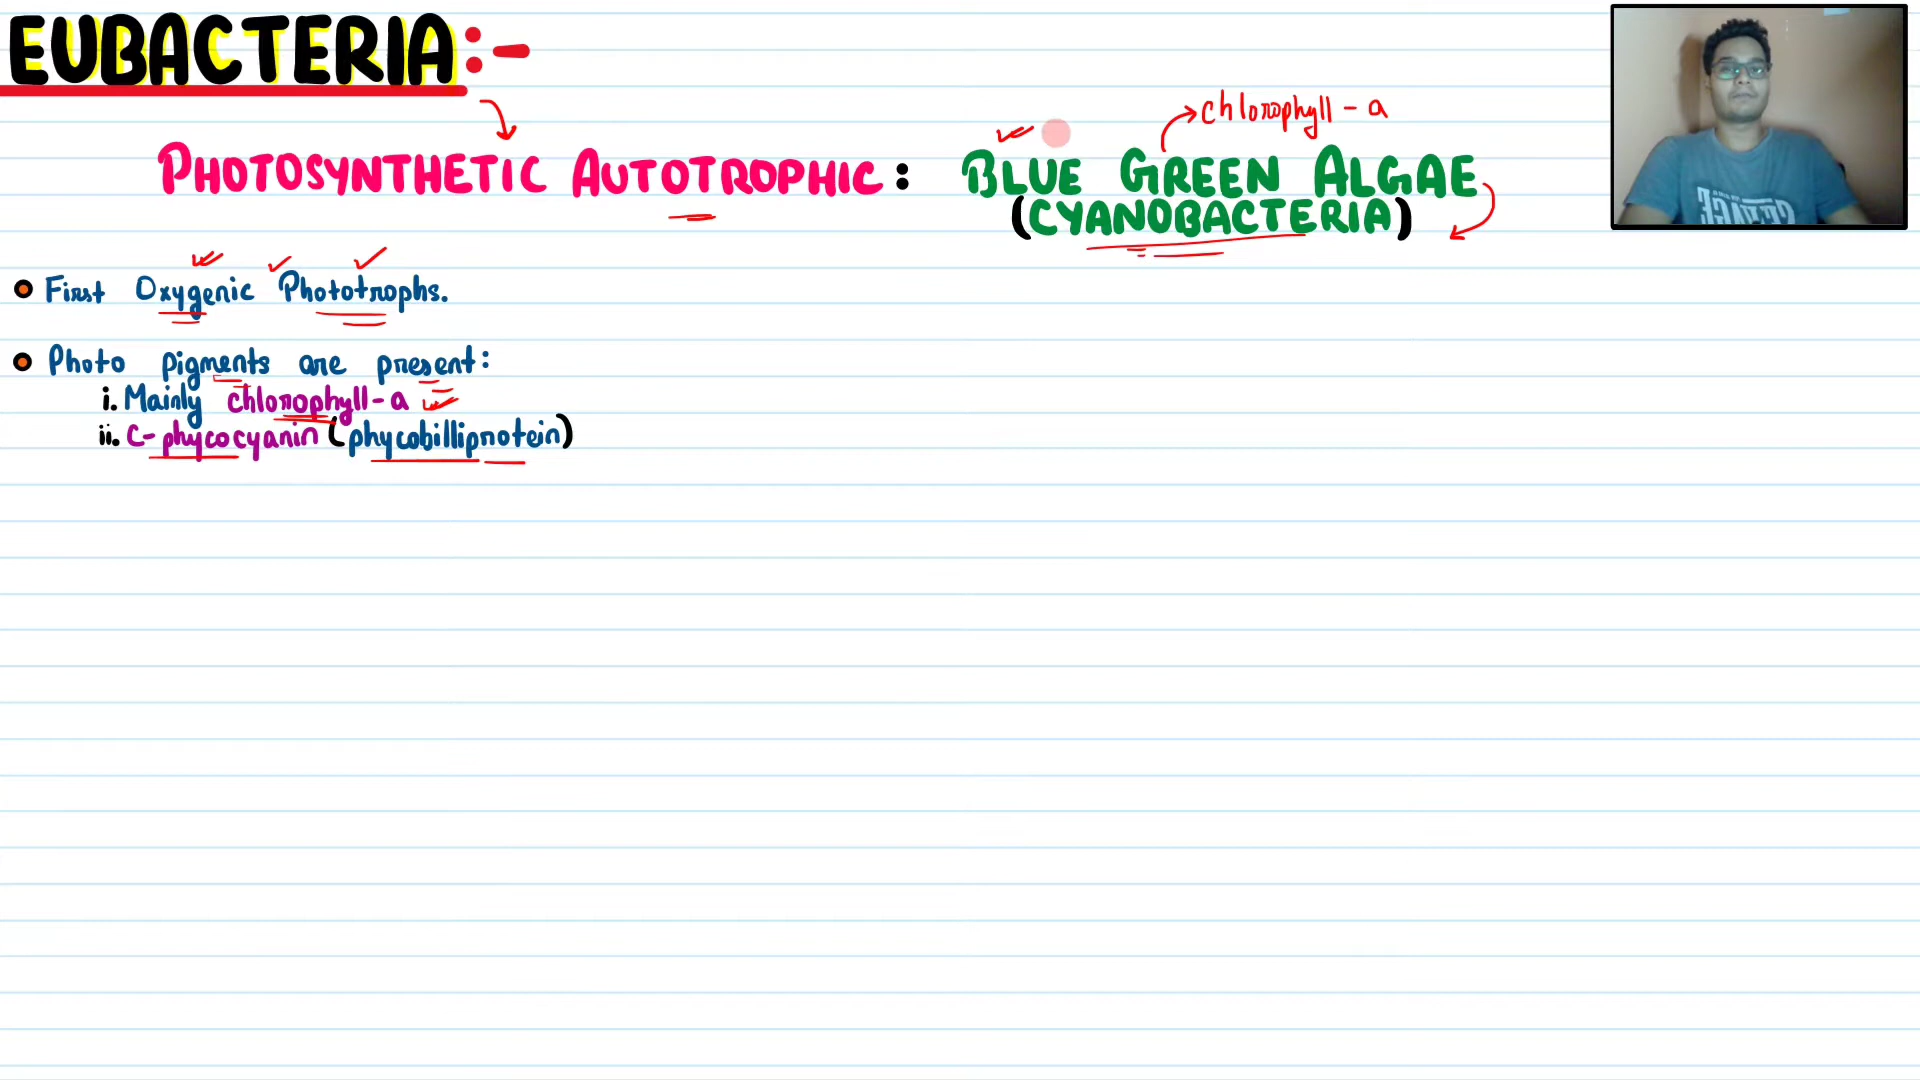 EUBACTERIA:-
chlorophyll - a
PHOTOSYNTHETIC AUTOTROPHIC : BLUE GREEN ALGAE
(CYANOBACTERIA)
First Oxygenic Phototrophs.
Photo pigments are present:
i. Mainly chlorophyll-a
ii. C-phycocyanin (phycobilliprotein)